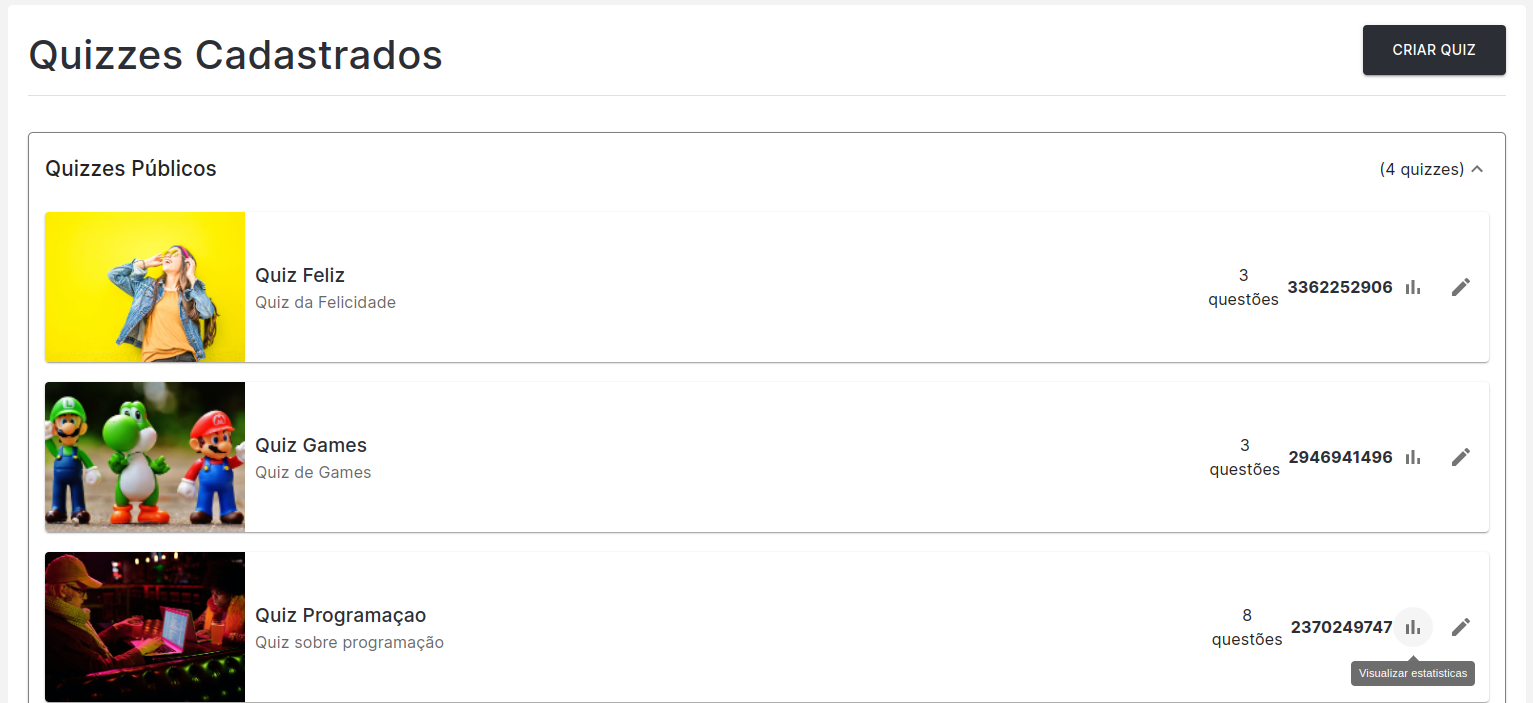 Quizzes Cadastrados
CRIAR QUIZ
Quizzes Públicos
(4 quizzes)
Quiz Feliz
Quiz da Felicidade
3
questões
3362252906
Quiz Games
Quiz de Games
3
questões
2946941496
Quiz Programaçao
Quiz sobre programação
8
questões
2370249747
Visualizar estatisticas